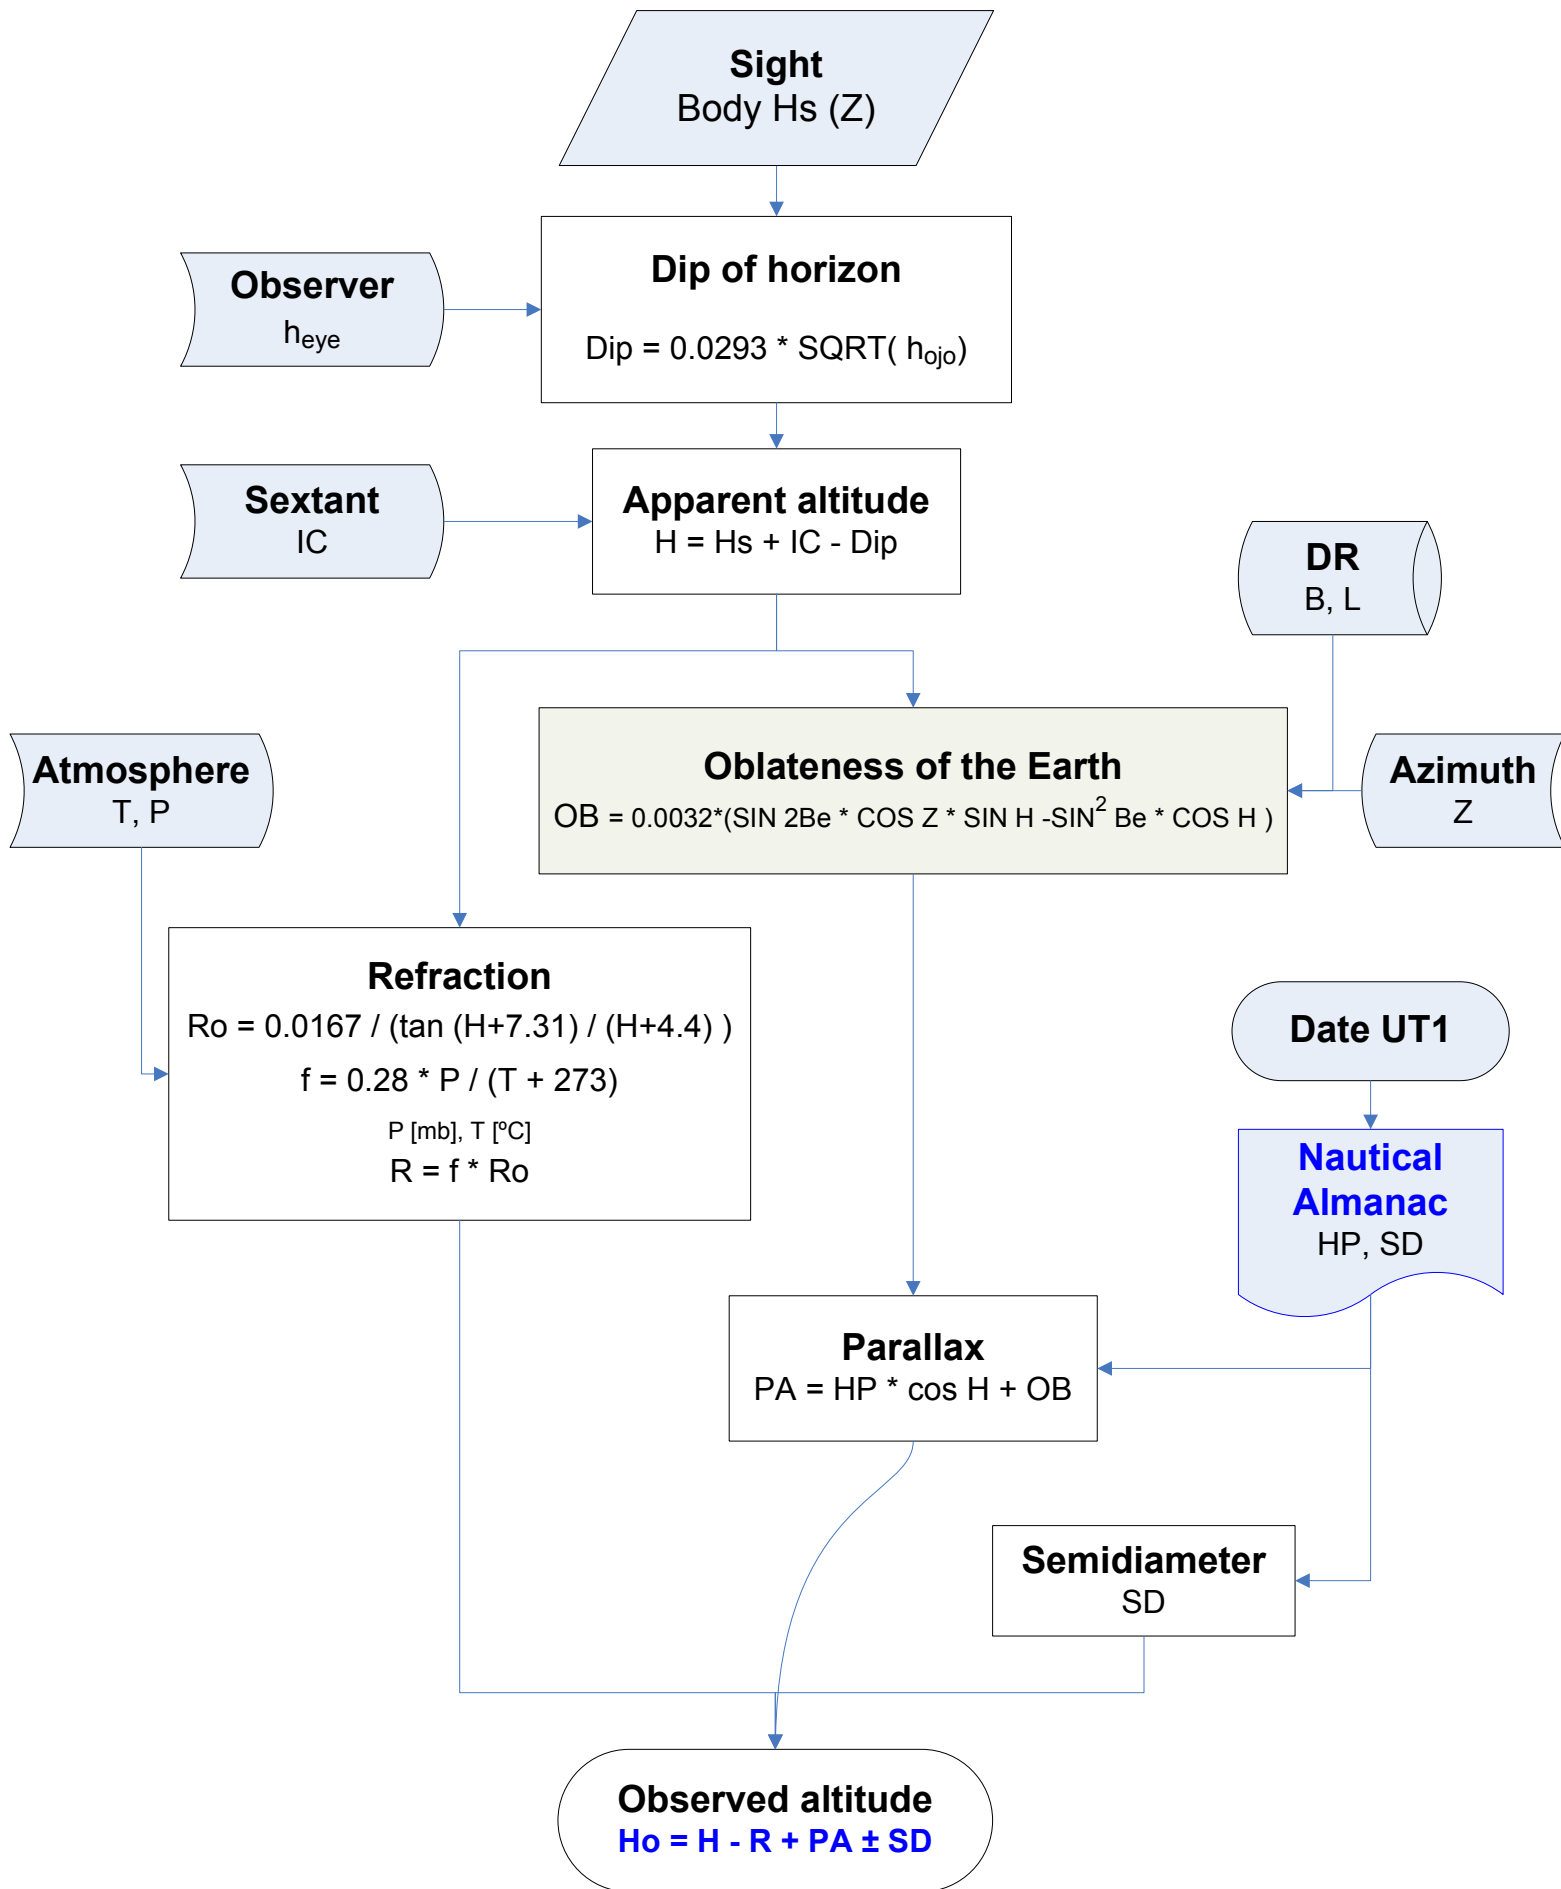 Sight
Body Hs (Z)
Dip of horizon
Dip = 0.0293 * SQRT( hojo)
Observer
heye
Sextant
IC
Apparent altitude
H = Hs + IC - Dip
DR
B, L
Oblateness of the Earth
OB = 0.0032*(SIN 2Be * COS Z * SIN H -SIN² Be * COS H )
Azimuth
Z
Atmosphere
T, P
Refraction
Ro = 0.0167 / (tan (H+7.31) / (H+4.4) )
f = 0.28 * P / (T + 273)
P [mb], T [ºC]
R = f * Ro
Date UT1
Nautical
Almanac
HP, SD
Parallax
PA = HP * cos H + OB
Semidiameter
SD
Observed altitude
Ho = H - R + PA ± SD